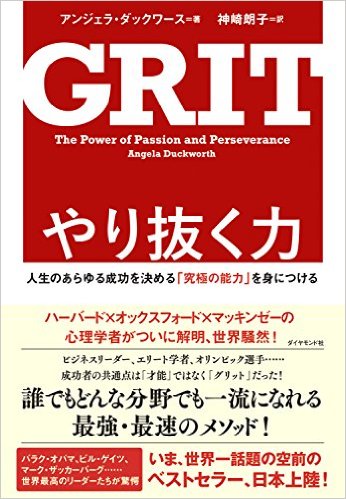 アンジェラ・ダックワース=著 神崎朗子=訳
GRIT
The Power of Passion and Perseverance
Angela Duckworth
やり抜く力
人生のあらゆる成功を決める「究極の能力」を身につける
ハーバード×オックスフォード×マッキンゼーの
心理学者がついに解明、世界騒然!
ダイヤモンド社
ビジネスリーダー、エリート学者、オリンピック選手……
成功者の共通点は「才能」ではなく「グリット」だった!
誰でもどんな分野でも一流になれる
最強・最速のメソッド!
バラク・オバマ、ビル・ゲイツ、
マーク・ザッカーバーグ……
世界最高のリーダーたちが驚愕
いま、世界一話題の空前の
ベストセラー、日本上陸!